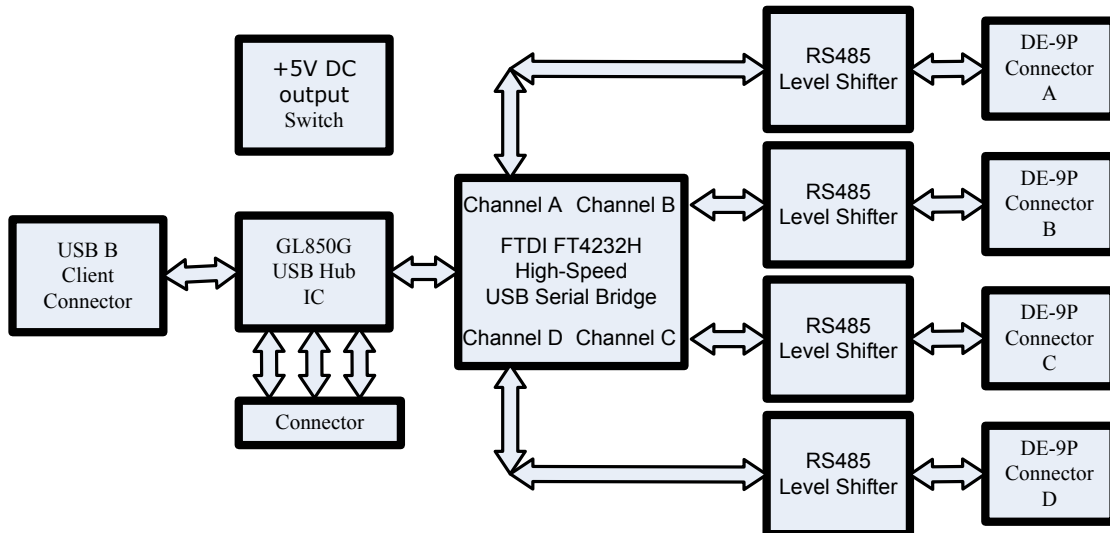 +5V DC
output
Switch
USB B
Client
Connector
GL850G
USB Hub
IC
Connector
Channel A Channel B
FTDI FT4232H
High-Speed
USB Serial Bridge
Channel D Channel C
RS485
Level Shifter
DE-9P
Connector
A
RS485
Level Shifter
DE-9P
Connector
B
RS485
Level Shifter
DE-9P
Connector
C
RS485
Level Shifter
DE-9P
Connector
D